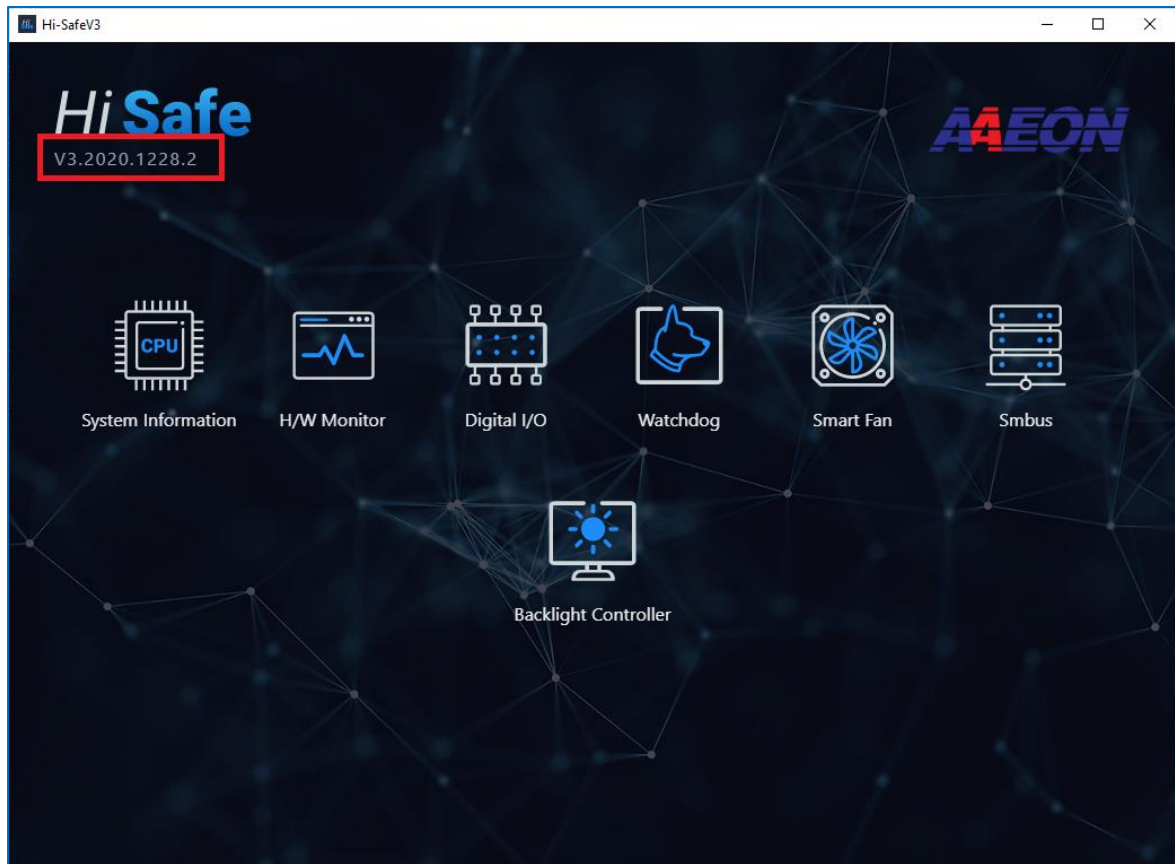 Hi-SafeV3
Hi Safe
AAEON
V3.2020.1228.2
CPU
System Information
H/W Monitor
Digital I/O
Watchdog
Smart Fan
Smbus
Backlight Controller